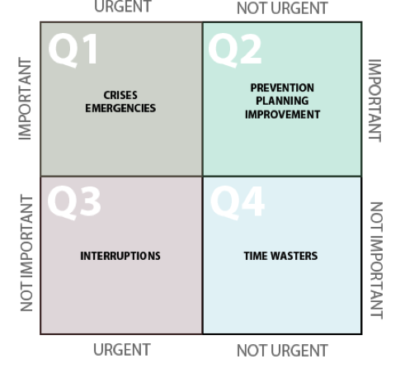 URGENT
NOT URGENT
IMPORTANT
Q1
CRISES
EMERGENCIES
Q2
PREVENTION
PLANNING
IMPROVEMENT
IMPORTANT
NOT IMPORTANT
Q3
INTERRUPTIONS
Q4
TIME WASTERS
NOT IMPORTANT
URGENT
NOT URGENT